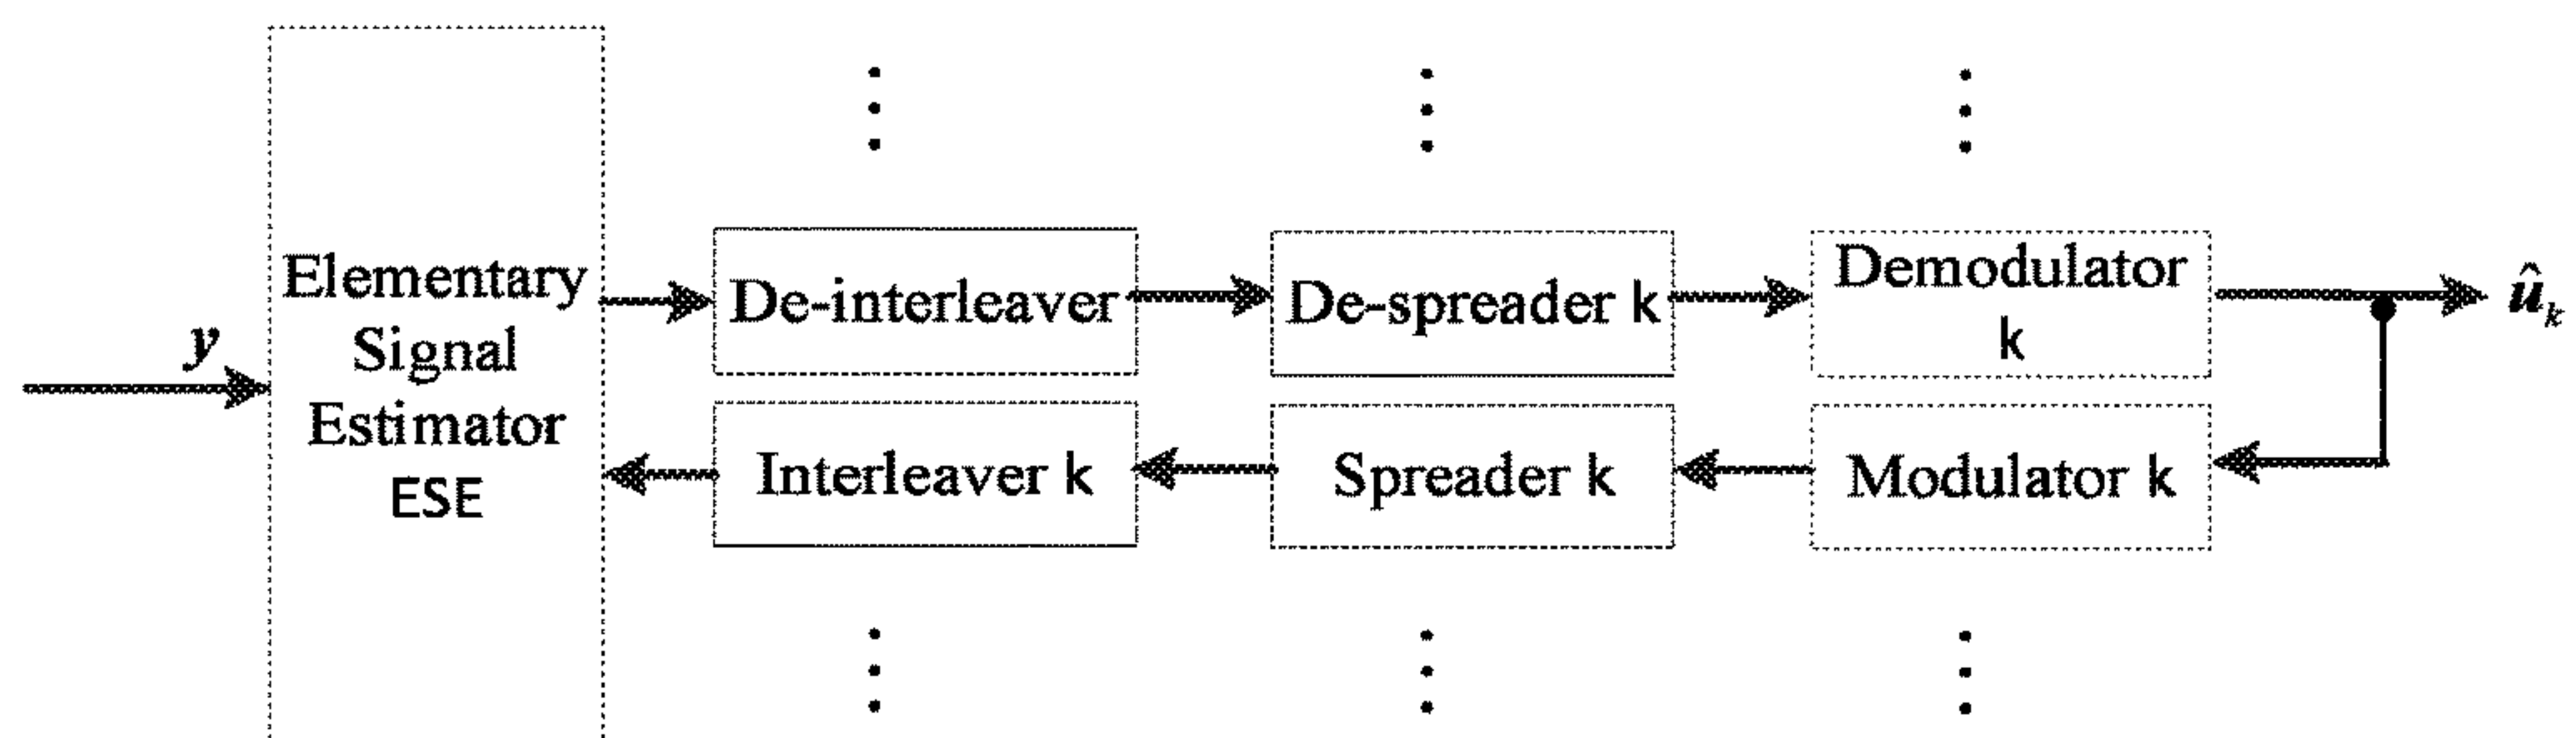 y
Elementary
Signal
Estimator
ESE
De-interleaver
De-spreader k
Demodulator
k
û_k
Interleaver k
Spreader k
Modulator k